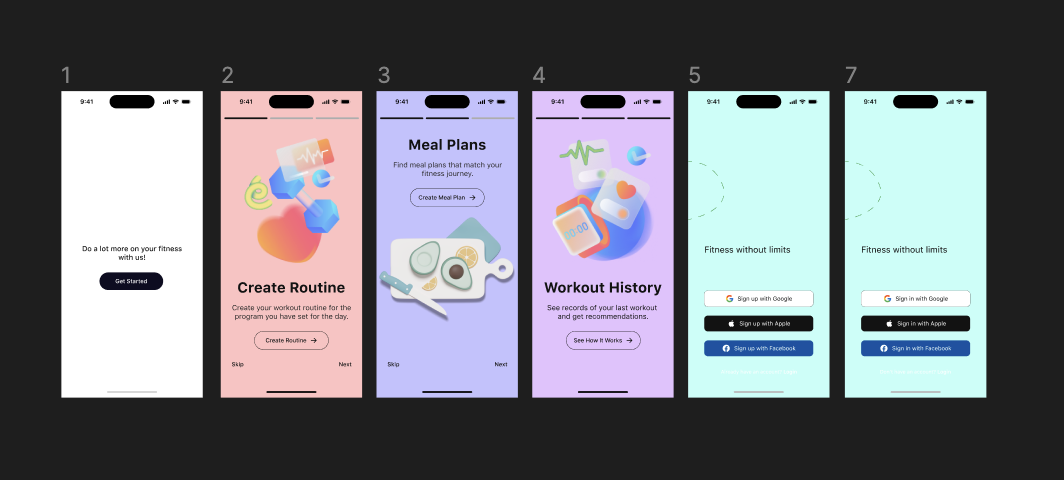 1
2
3
4
5
7
9:41
Do a lot more on your fitness
with us!
Get Started
9:41
Create Routine
Create your workout routine for the
program you have set for the day.
Create Routine →
Skip
Next
9:41
Meal Plans
Find meal plans that match your
fitness journey.
Create Meal Plan →
Skip
Next
9:41
00:00
Workout History
See records of your last workout
and get recommendations.
See How It Works →
9:41
Fitness without limits
Sign up with Google
Sign up with Apple
Sign up with Facebook
9:41
Fitness without limits
Sign in with Google
Sign in with Apple
Sign in with Facebook